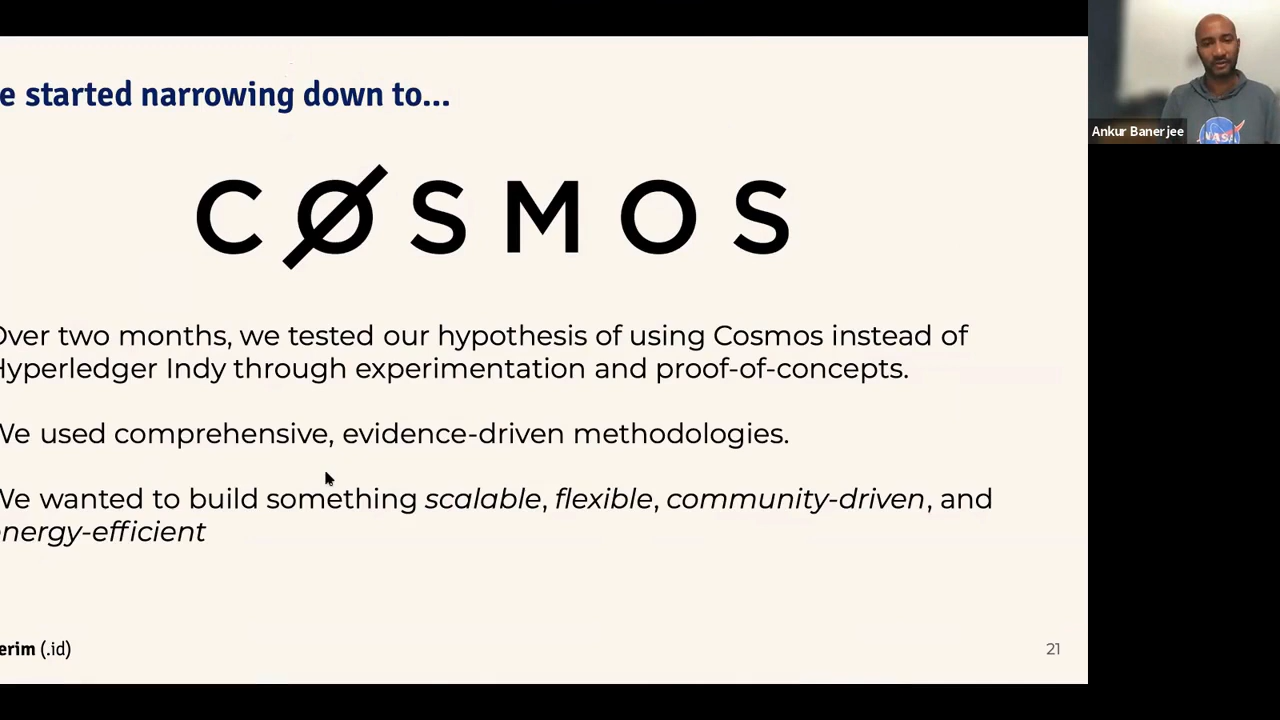 e started narrowing down to...
CØSMOS
Over two months, we tested our hypothesis of using Cosmos instead of
Hyperledger Indy through experimentation and proof-of-concepts.
We used comprehensive, evidence-driven methodologies.
We wanted to build something scalable, flexible, community-driven, and
energy-efficient
erim (.id)
21
Ankur Banerjee
NASA